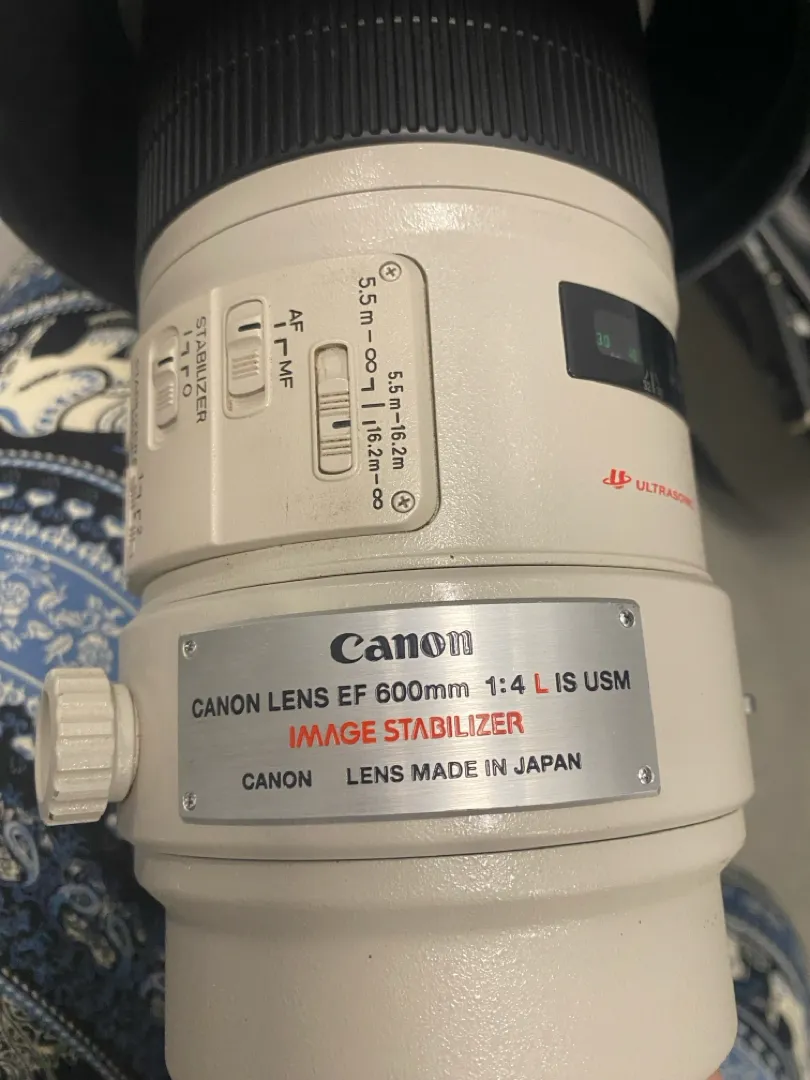 5.5m-∞
5.5m-16.2m
16.2m-∞
AF
MF
STABILIZER
I
O
30
ULTRASONIC
Canon
CANON LENS EF 600mm 1:4 L IS USM
IMAGE STABILIZER
CANON LENS MADE IN JAPAN